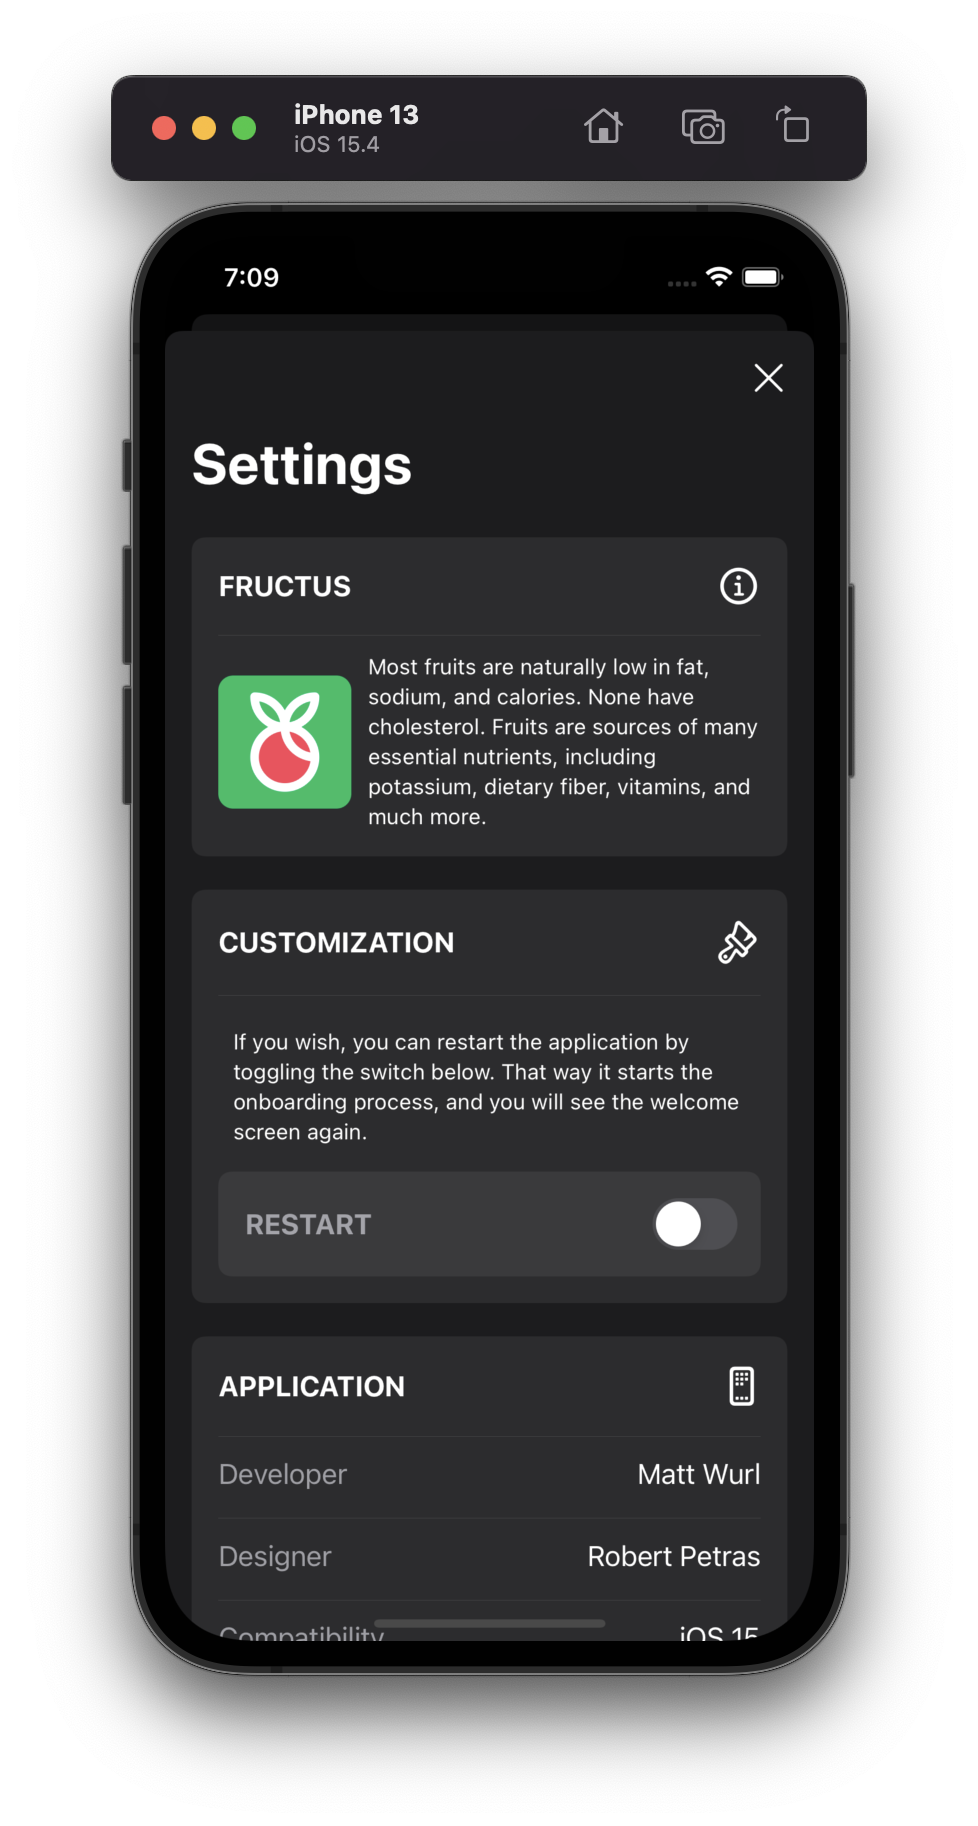 iPhone 13
iOS 15.4
7:09
Settings
FRUCTUS
Most fruits are naturally low in fat,
sodium, and calories. None have
cholesterol. Fruits are sources of many
essential nutrients, including
potassium, dietary fiber, vitamins, and
much more.
CUSTOMIZATION
If you wish, you can restart the application by
toggling the switch below. That way it starts the
onboarding process, and you will see the welcome
screen again.
RESTART
APPLICATION
Developer Matt Wurl
Designer Robert Petras
Compatibility iOS 15